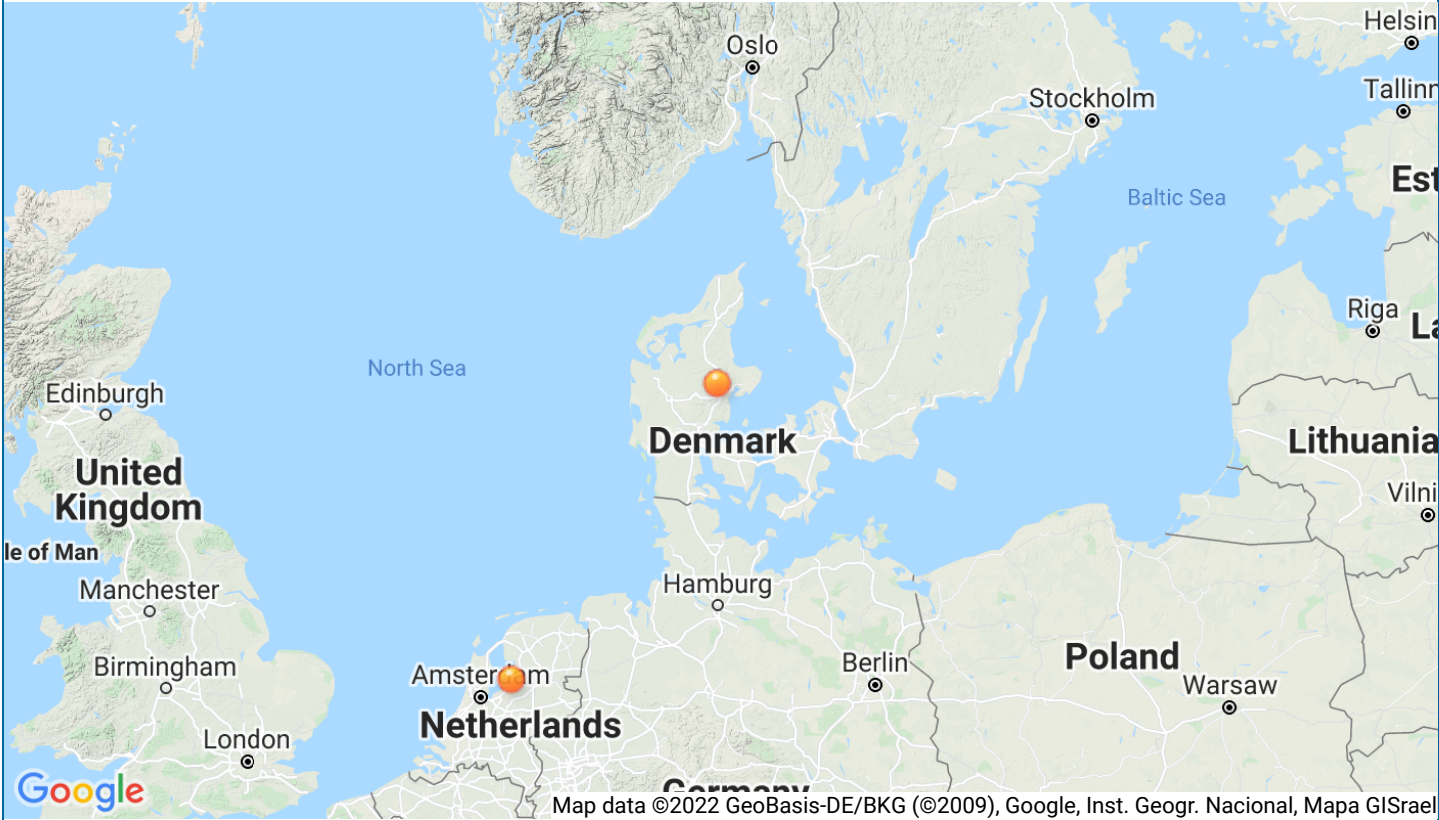 Helsin
Oslo
Tallinn
Stockholm
Est
Baltic Sea
Riga
La
North Sea
Edinburgh
Denmark
Lithuania
United
Kingdom
Vilni
le of Man
Manchester
Hamburg
Birmingham
Amsterdam
Berlin
Poland
Warsaw
Netherlands
London
Germany
Google
Map data ©2022 GeoBasis-DE/BKG (©2009), Google, Inst. Geogr. Nacional, Mapa GISrael